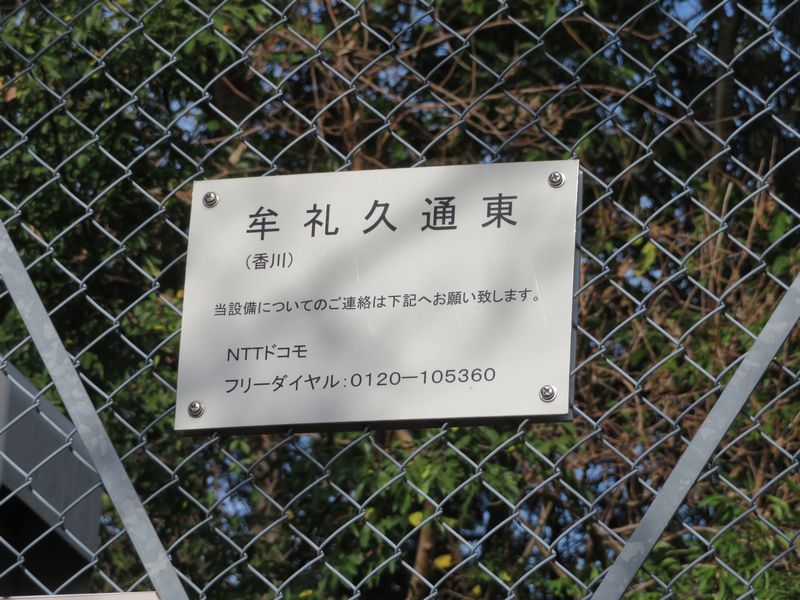 牟礼久通東
（香川）
当設備についてのご連絡は下記へお願い致します。
NTTドコモ
フリーダイヤル：0120ー105360